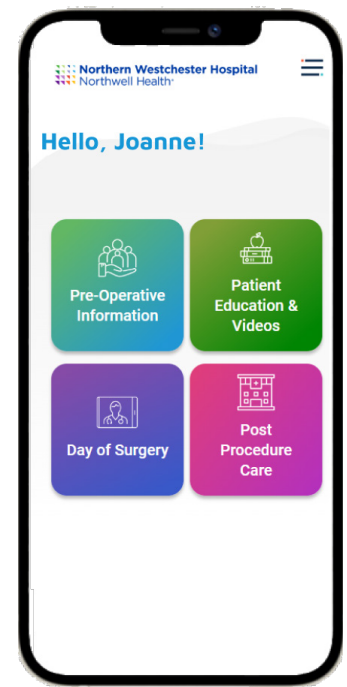 Northern Westchester Hospital
Northwell Health
Hello, Joanne!
Pre-Operative
Information
Patient
Education &
Videos
Day of Surgery
Post
Procedure
Care